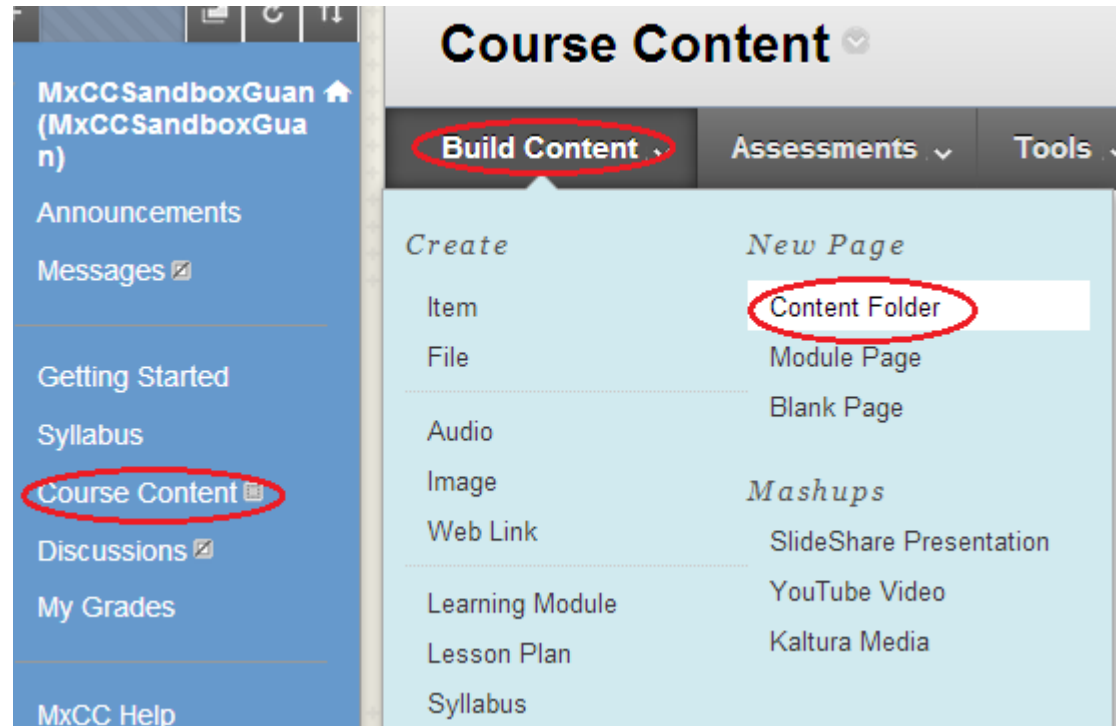 MxCCSandboxGuan
(MxCCSandboxGua
n)
Announcements
Messages
Getting Started
Syllabus
Course Content
Discussions
My Grades
MxCC Help
Course Content
Build Content
Assessments
Tools
Create
Item
File
Audio
Image
Web Link
Learning Module
Lesson Plan
Syllabus
New Page
Content Folder
Module Page
Blank Page
Mashups
SlideShare Presentation
YouTube Video
Kaltura Media